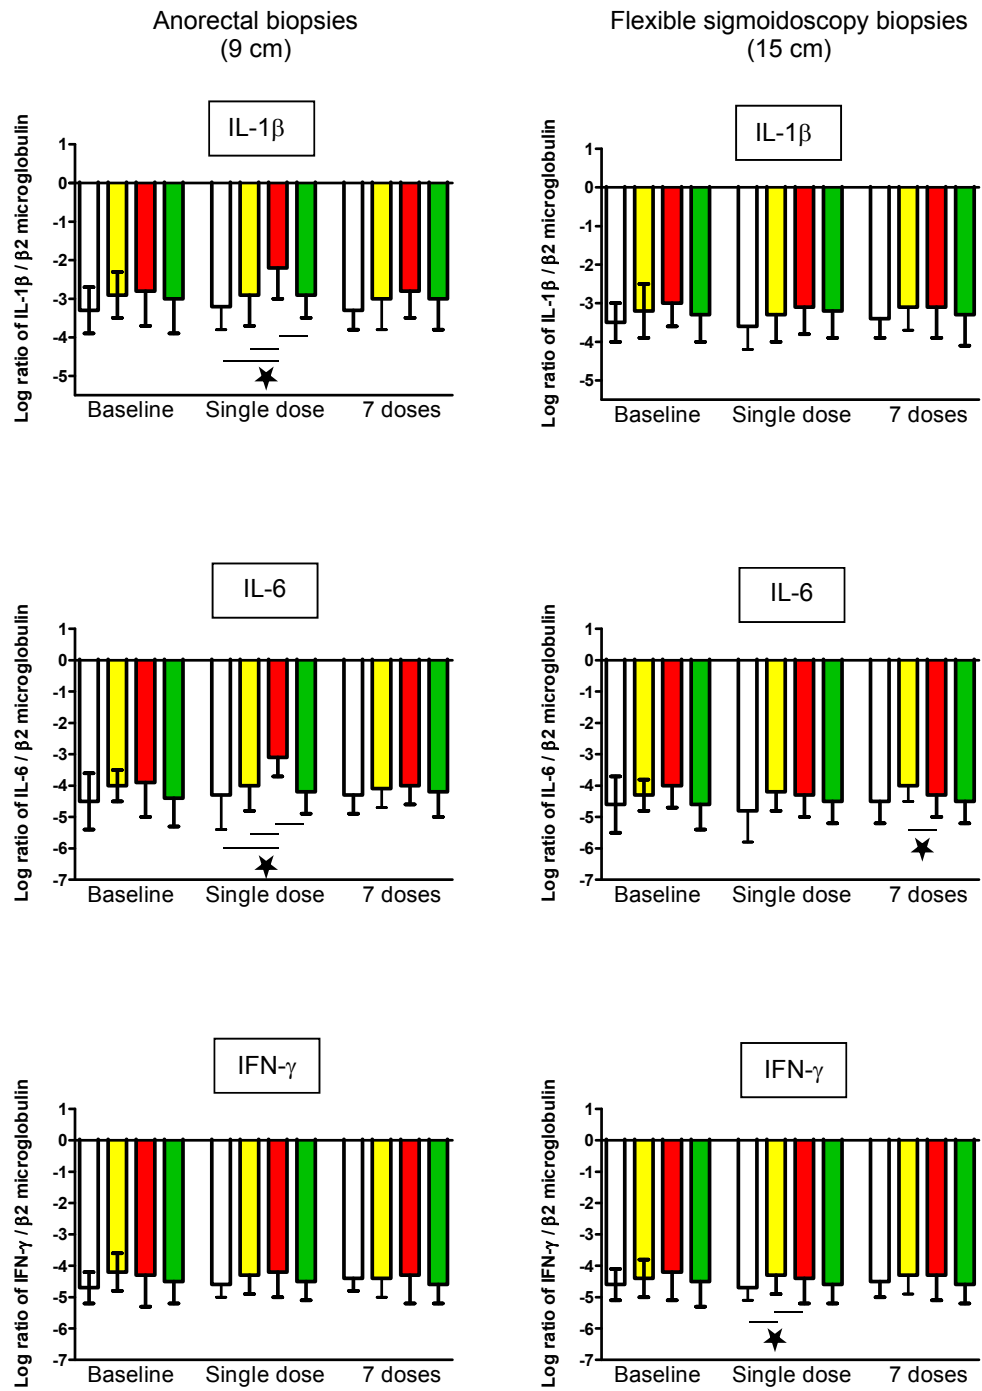 Anorectal biopsies
(9 cm)
Flexible sigmoidoscopy biopsies
(15 cm)
IL-1β
Log ratio of IL-1β / β2 microglobulin
1
0
-1
-2
-3
-4
-5
Baseline Single dose 7 doses
IL-1β
Log ratio of IL-1β / β2 microglobulin
1
0
-1
-2
-3
-4
-5
Baseline Single dose 7 doses
IL-6
Log ratio of IL-6 / β2 microglobulin
1
0
-1
-2
-3
-4
-5
-6
-7
Baseline Single dose 7 doses
IL-6
Log ratio of IL-6 / β2 microglobulin
1
0
-1
-2
-3
-4
-5
-6
-7
Baseline Single dose 7 doses
IFN-γ
Log ratio of IFN-γ / β2 microglobulin
1
0
-1
-2
-3
-4
-5
-6
-7
Baseline Single dose 7 doses
IFN-γ
Log ratio of IFN-γ / β2 microglobulin
1
0
-1
-2
-3
-4
-5
-6
-7
Baseline Single dose 7 doses